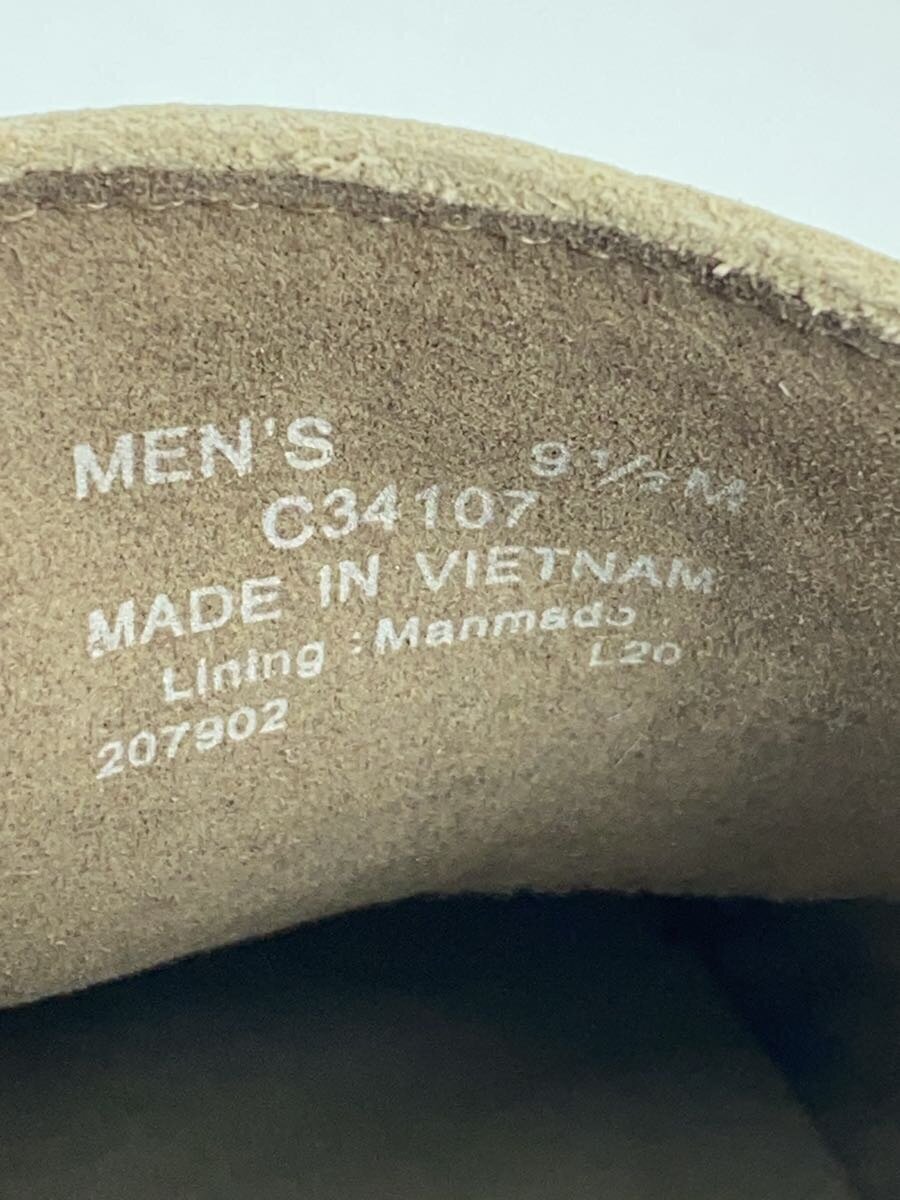 MEN'S 9 1/2 M
C34107
MADE IN VIETNAM
Lining : Manmade
L20
207902